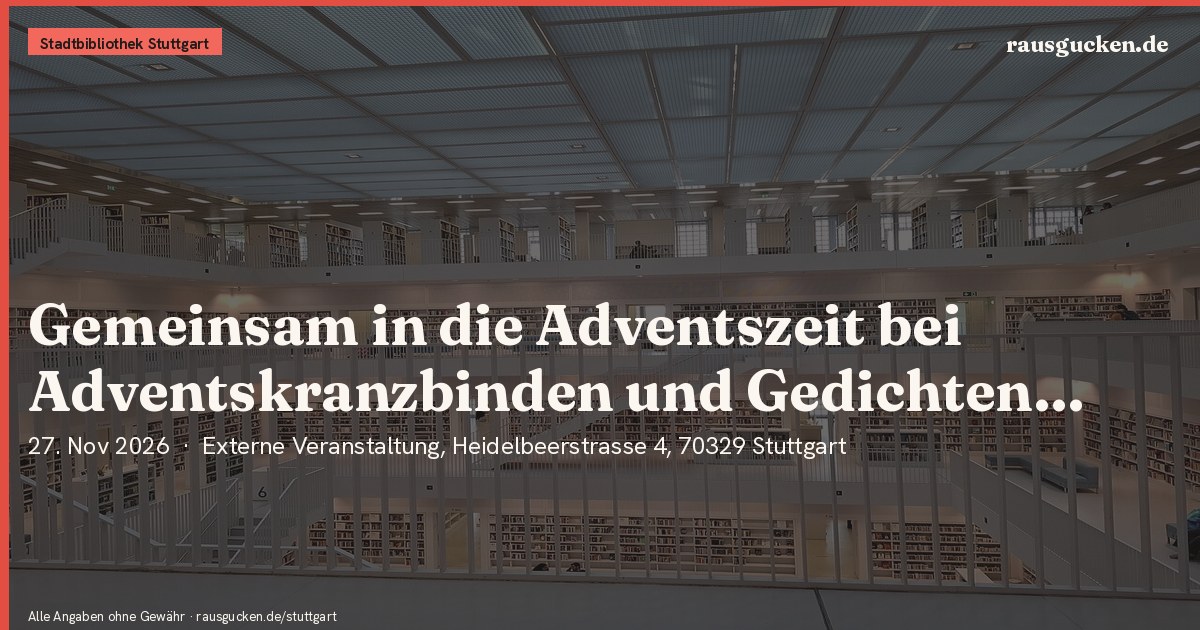 Stadtbibliothek Stuttgart
rausgucken.de
Gemeinsam in die Adventszeit bei
Adventskranzbinden und Gedichten...
27. Nov 2026 · Externe Veranstaltung, Heidelbeerstrasse 4, 70329 Stuttgart
6
Alle Angaben ohne Gewähr · rausgucken.de/stuttgart